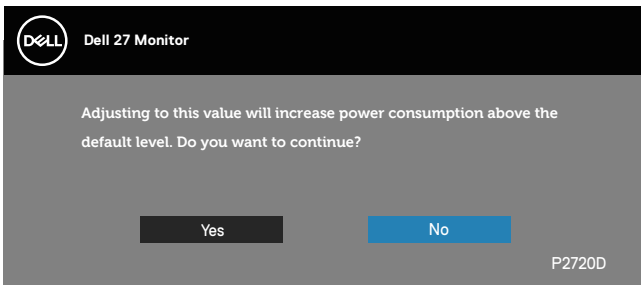 DELL
Dell 27 Monitor
Adjusting to this value will increase power consumption above the
default level. Do you want to continue?
Yes No
P2720D